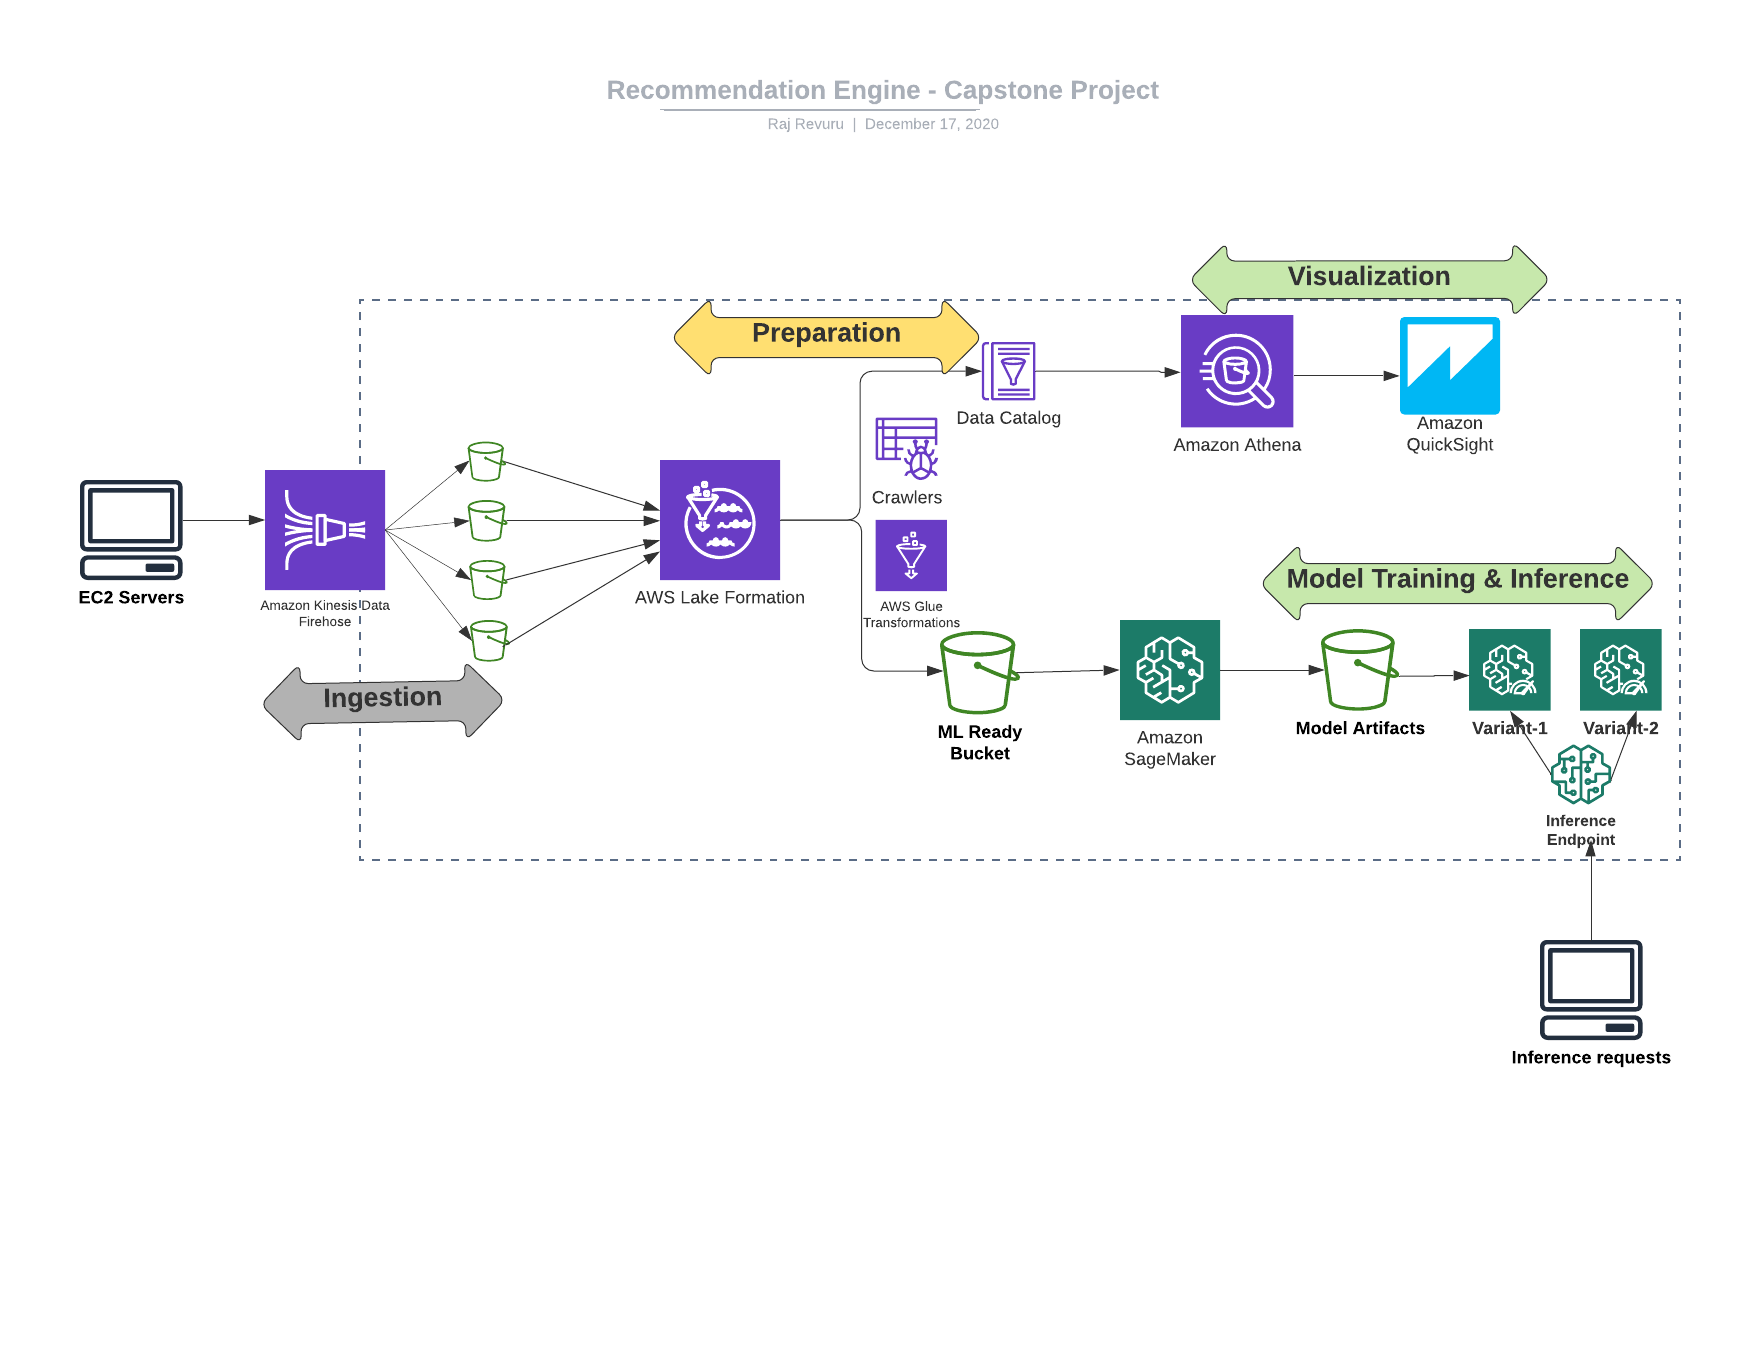 Recommendation Engine - Capstone Project
Raj Revuru | December 17, 2020
Visualization
Preparation
Data Catalog
Amazon Athena
Amazon
QuickSight
Crawlers
EC2 Servers
Amazon Kinesis Data
Firehose
AWS Lake Formation
AWS Glue
Transformations
Model Training & Inference
Ingestion
ML Ready
Bucket
Amazon
SageMaker
Model Artifacts
Variant-1
Variant-2
Inference
Endpoint
Inference requests